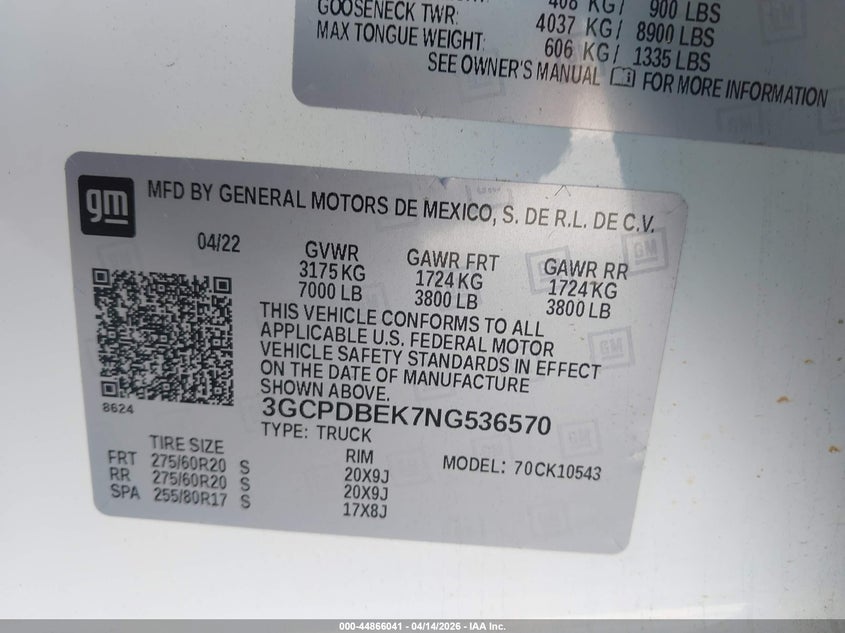 408 KG/ 900 LBS
GOOSENECK TWR: 4037 KG/ 8900 LBS
MAX TONGUE WEIGHT: 606 KG/ 1335 LBS
SEE OWNER'S MANUAL FOR MORE INFORMATION
gm MFD BY GENERAL MOTORS DE MEXICO, S. DE R.L. DE C.V.
04/22 GVWR GAWR FRT GAWR RR
3175 KG 1724 KG 1724 KG
7000 LB 3800 LB 3800 LB
THIS VEHICLE CONFORMS TO ALL
APPLICABLE U.S. FEDERAL MOTOR
VEHICLE SAFETY STANDARDS IN EFFECT
ON THE DATE OF MANUFACTURE
SHOWN ABOVE.
8624
3GCPDBEK7NG536570
TYPE: TRUCK
TIRE SIZE RIM MODEL: 70CK10543
FRT 275/60R20 S 20X9J
RR 275/60R20 S 20X9J
SPA 255/80R17 S 17X8J
000-44866041 - 04/14/2026 - IAA Inc.